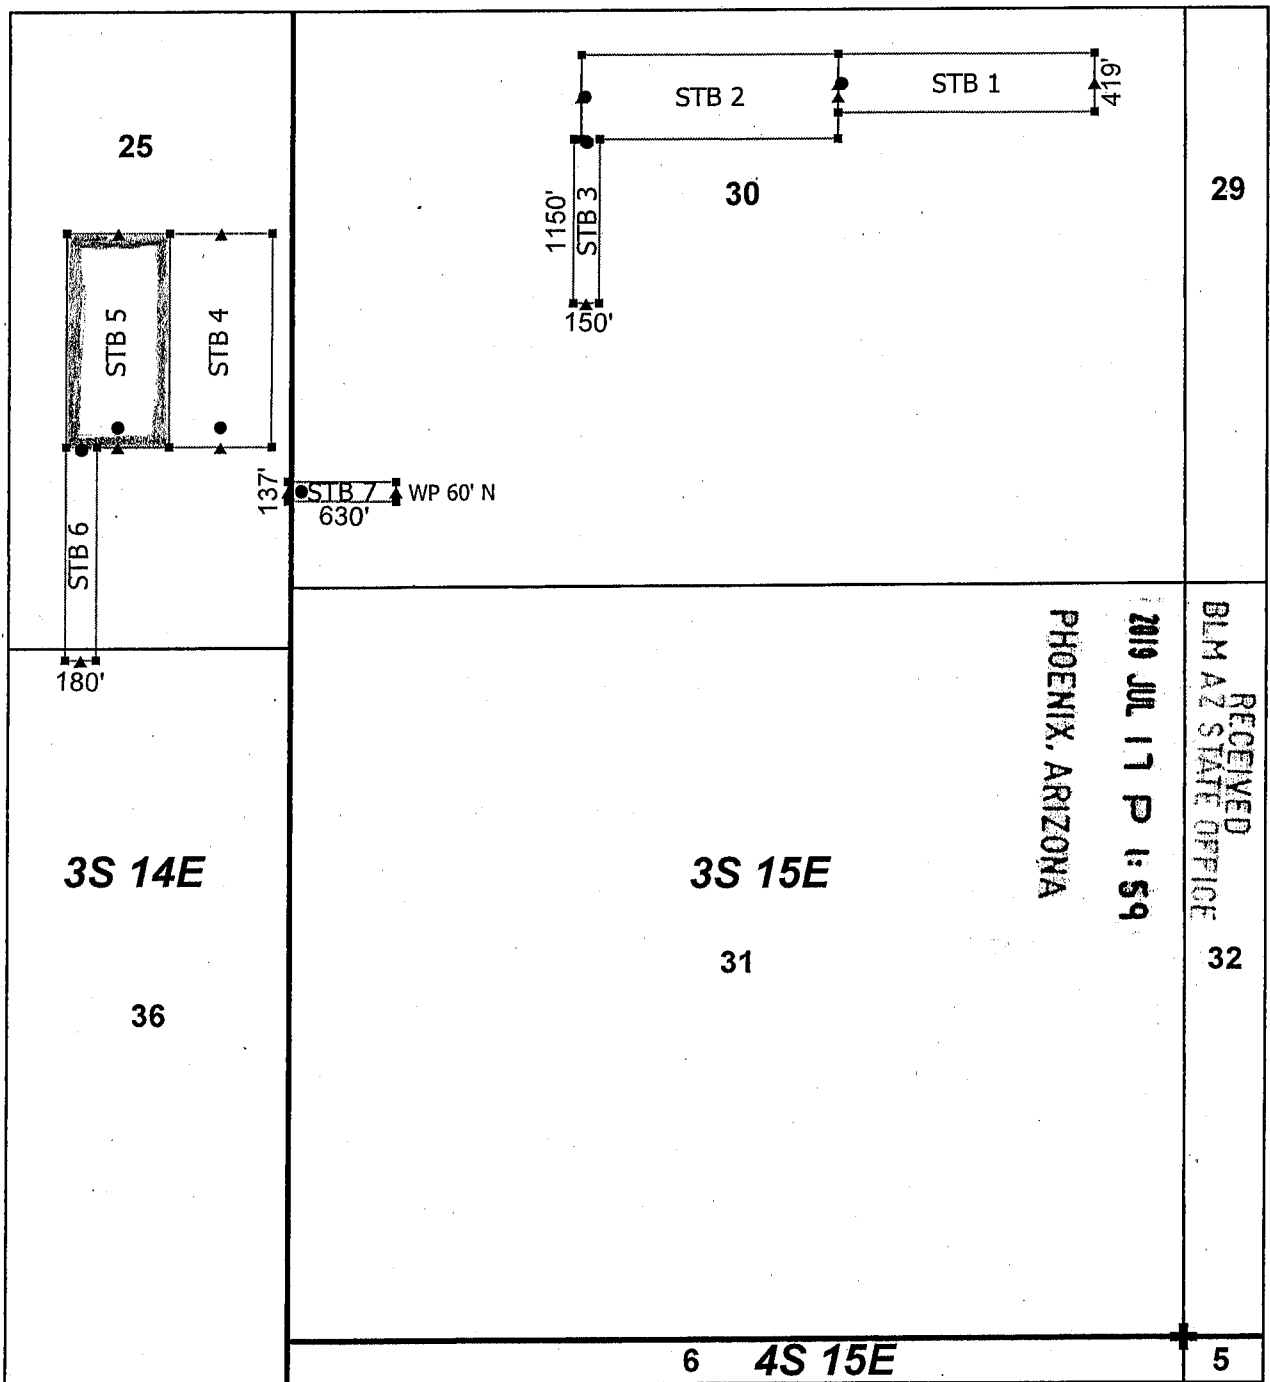 25
STB 2
STB 1
419'
30
29
1150'
STB 3
150'
STB 5
STB 4
137'
STB 7
WP 60' N
630'
STB 6
180'
RECEIVED
BLM AZ STATE OFFICE
2019 JUL 17 P 1:59
PHOENIX, ARIZONA
3S 14E
3S 15E
31
32
36
6
4S 15E
5